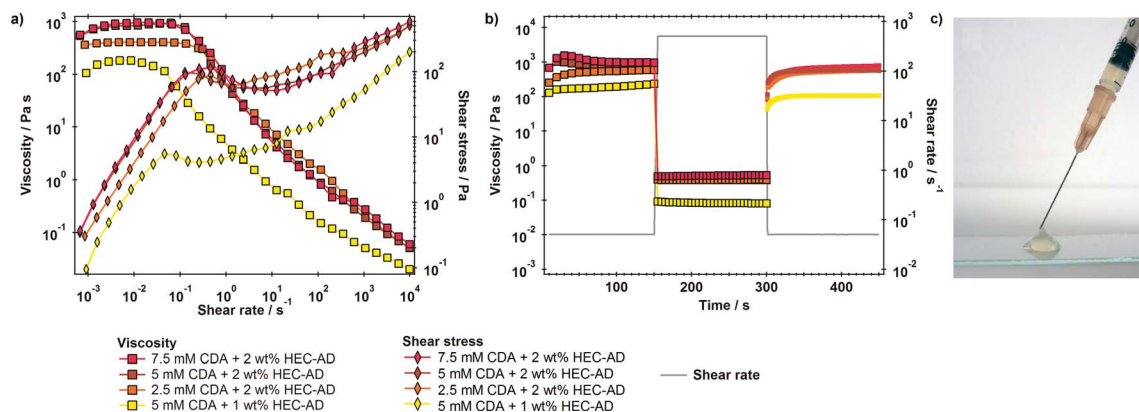 a)
10³
10²
10¹
10⁰
10⁻¹
Viscosity / Pa s
10²
10¹
10⁰
10⁻¹
Shear stress / Pa
10⁻³ 10⁻² 10⁻¹ 10⁰ 10¹ 10² 10³ 10⁴
Shear rate / s⁻¹
b)
10⁵
10⁴
10³
10²
10¹
10⁰
10⁻¹
10⁻²
10⁻³
Viscosity / Pa s
10³
10²
10¹
10⁰
10⁻¹
10⁻²
Shear rate / s⁻¹
100 200 300 400
Time / s
c)
Viscosity
7.5 mM CDA + 2 wt% HEC-AD
5 mM CDA + 2 wt% HEC-AD
2.5 mM CDA + 2 wt% HEC-AD
5 mM CDA + 1 wt% HEC-AD
Shear stress
7.5 mM CDA + 2 wt% HEC-AD
5 mM CDA + 2 wt% HEC-AD
2.5 mM CDA + 2 wt% HEC-AD
5 mM CDA + 1 wt% HEC-AD
Shear rate